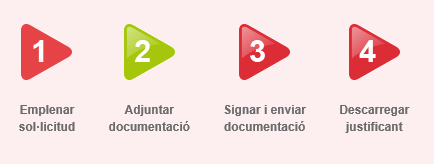 1 2 3 4
Emplenar
sol·licitud
Adjuntar
documentació
Signar i enviar
documentació
Descarregar
justificant